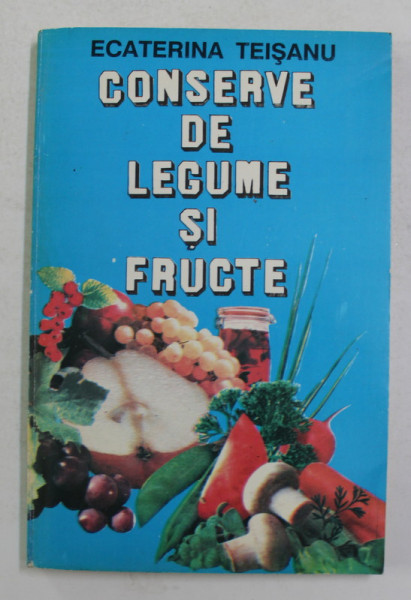 ECATERINA TEIŞANU
CONSERVE
DE
LEGUME
ŞI
FRUCTE